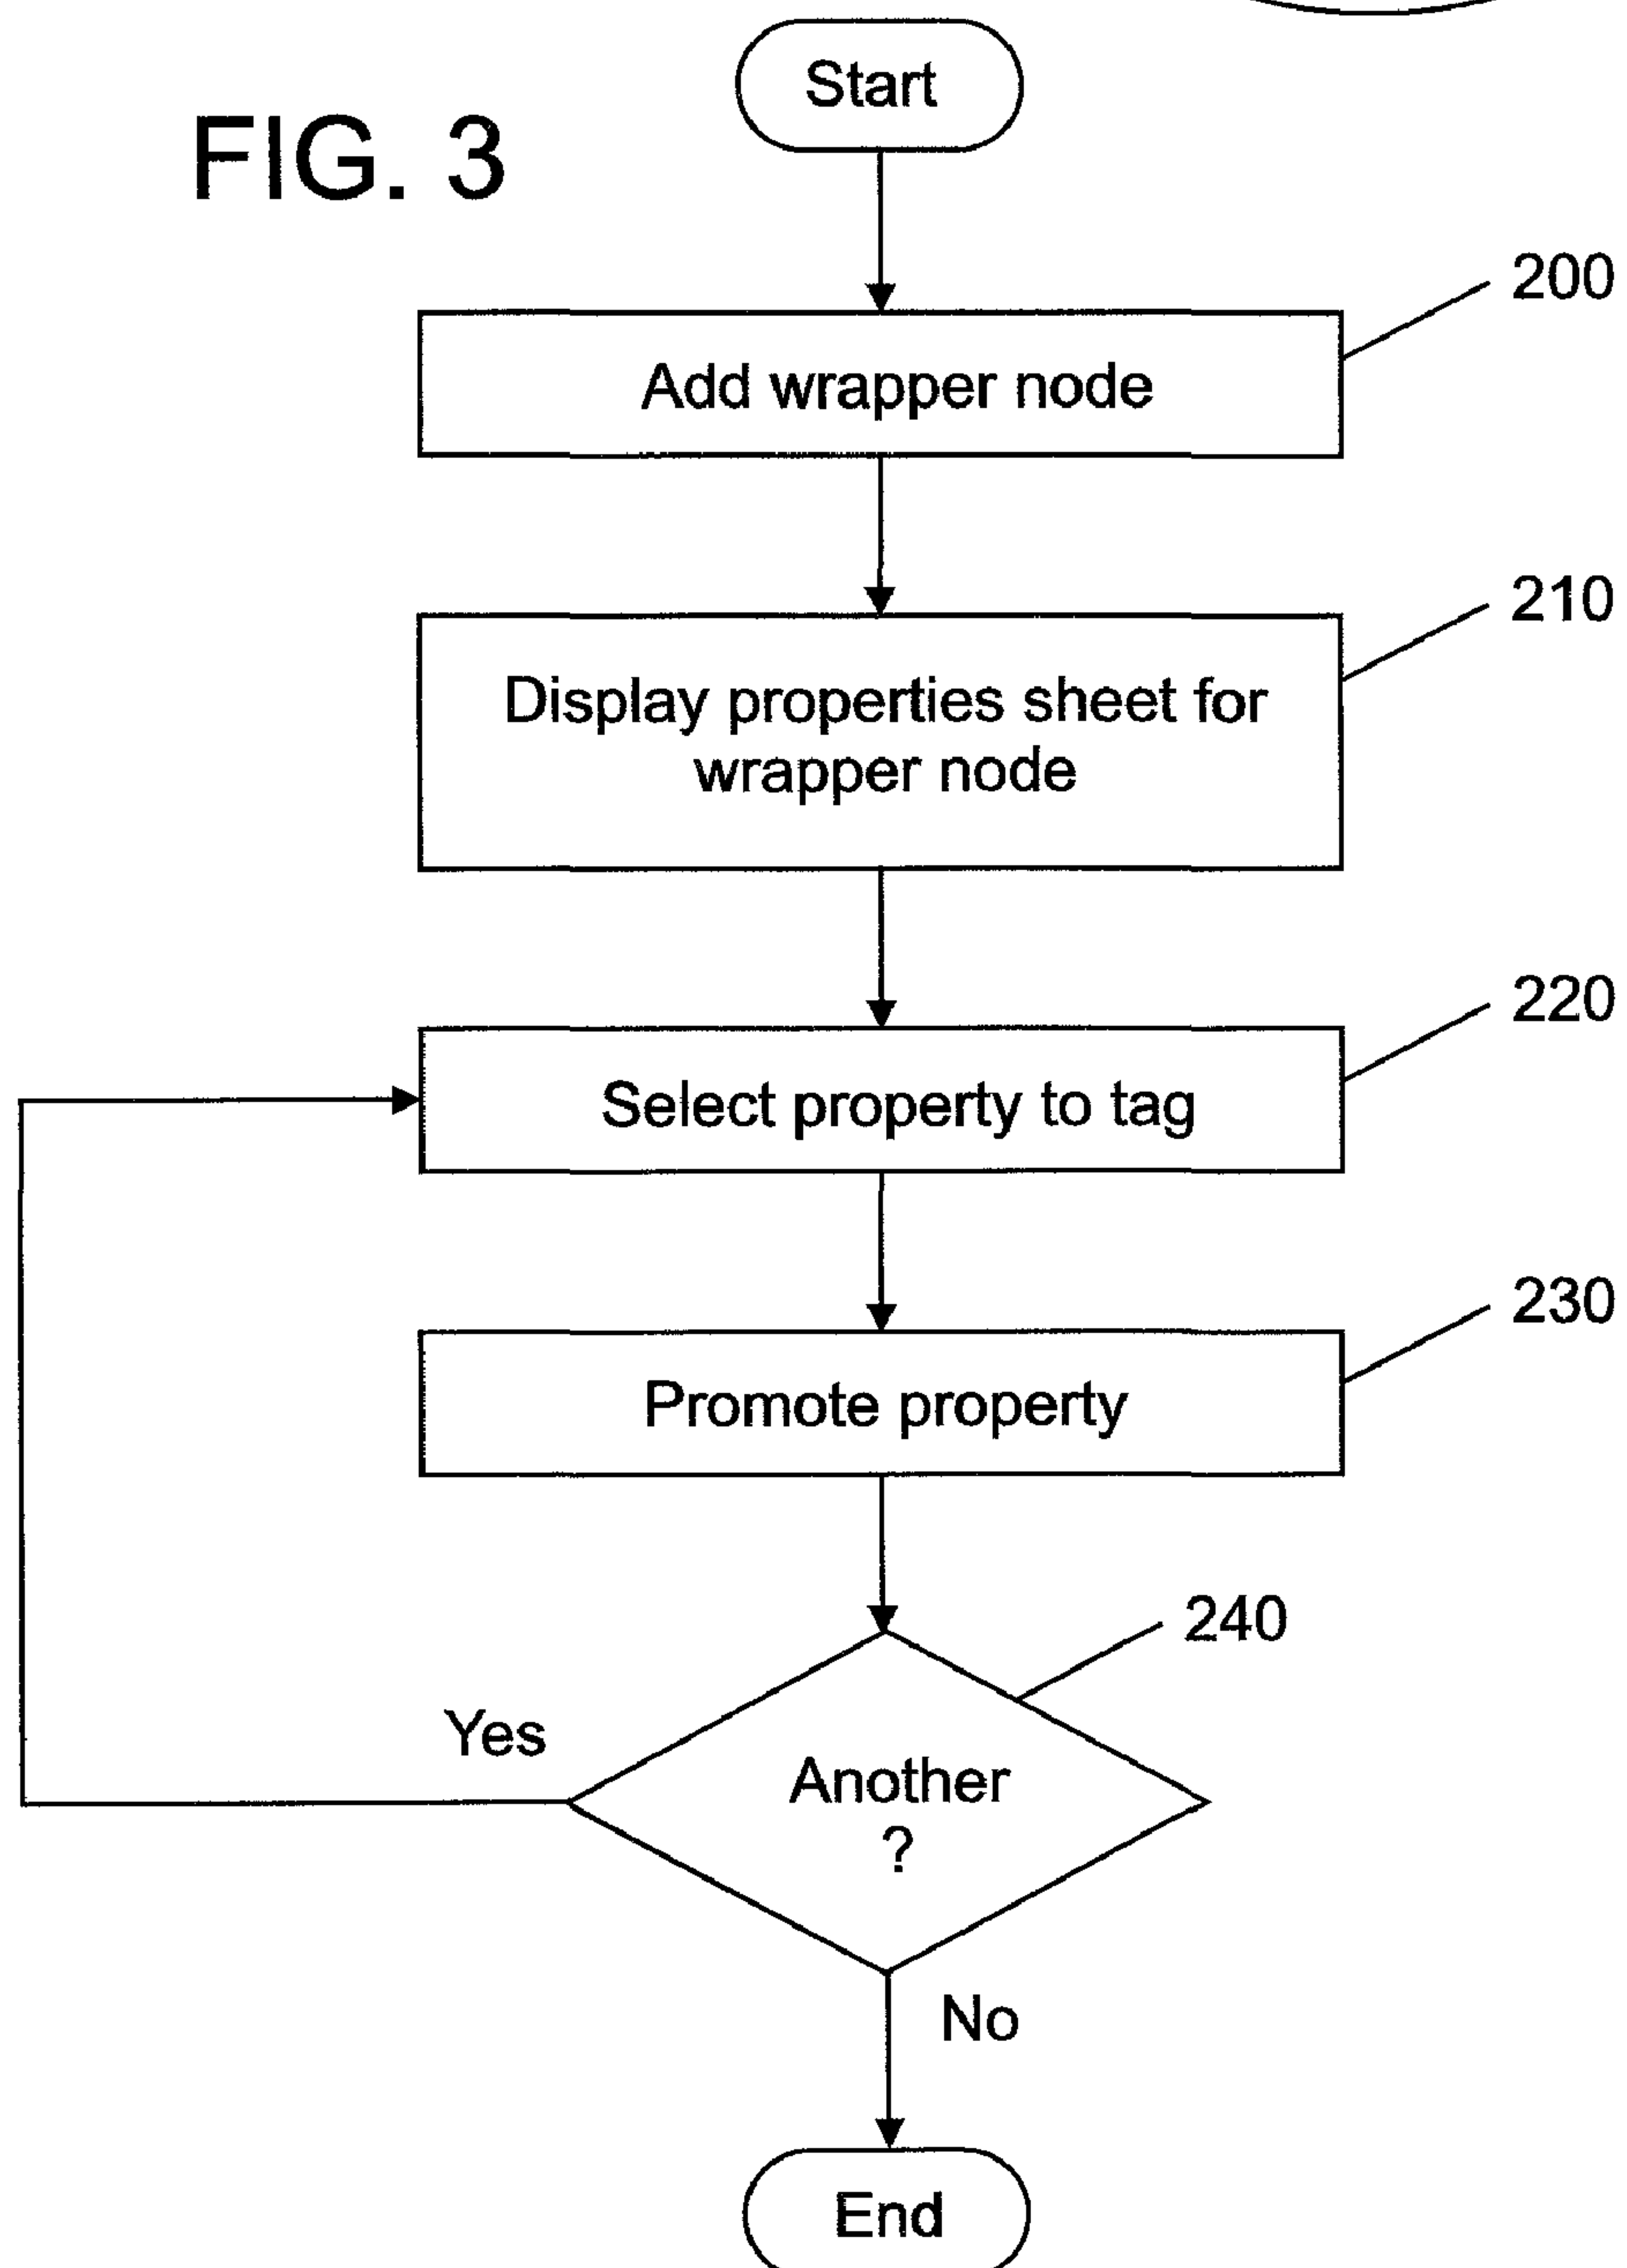 FIG. 3
Start
200
Add wrapper node
210
Display properties sheet for
wrapper node
220
Select property to tag
230
Promote property
240
Yes
Another
?
No
End